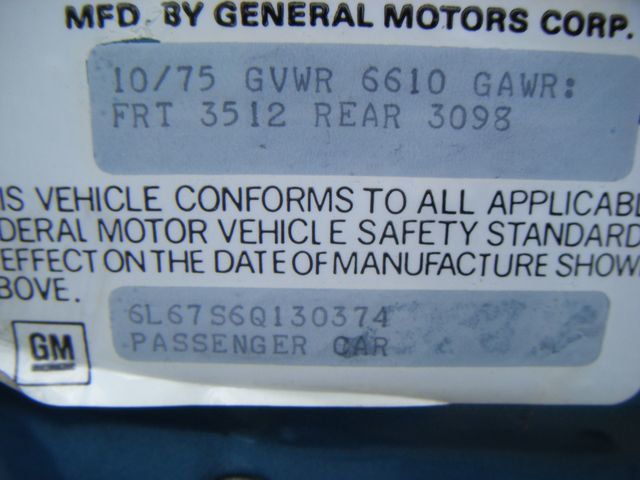 MFD. BY GENERAL MOTORS CORP.
10/75 GVWR 6610 GAWR:
FRT 3512 REAR 3098
IS VEHICLE CONFORMS TO ALL APPLICABL
DERAL MOTOR VEHICLE SAFETY STANDARD
EFFECT ON THE DATE OF MANUFACTURE SHOW
BOVE.
6L67S6Q130374
PASSENGER CAR
GM